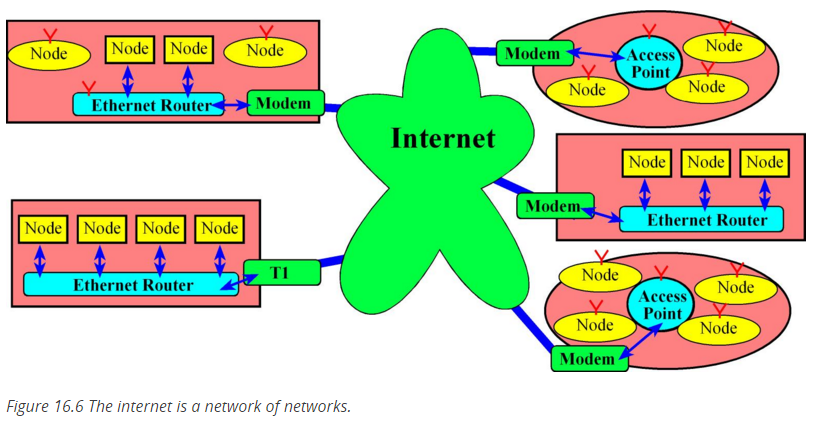 Node
Node
Node
Node
Ethernet Router
Modem
Internet
Modem
Access
Point
Node
Node
Node
Node
Node
Node
Modem
Ethernet Router
Node
Node
Node
Node
Ethernet Router
T1
Node
Access
Point
Node
Node
Node
Modem
Figure 16.6 The internet is a network of networks.